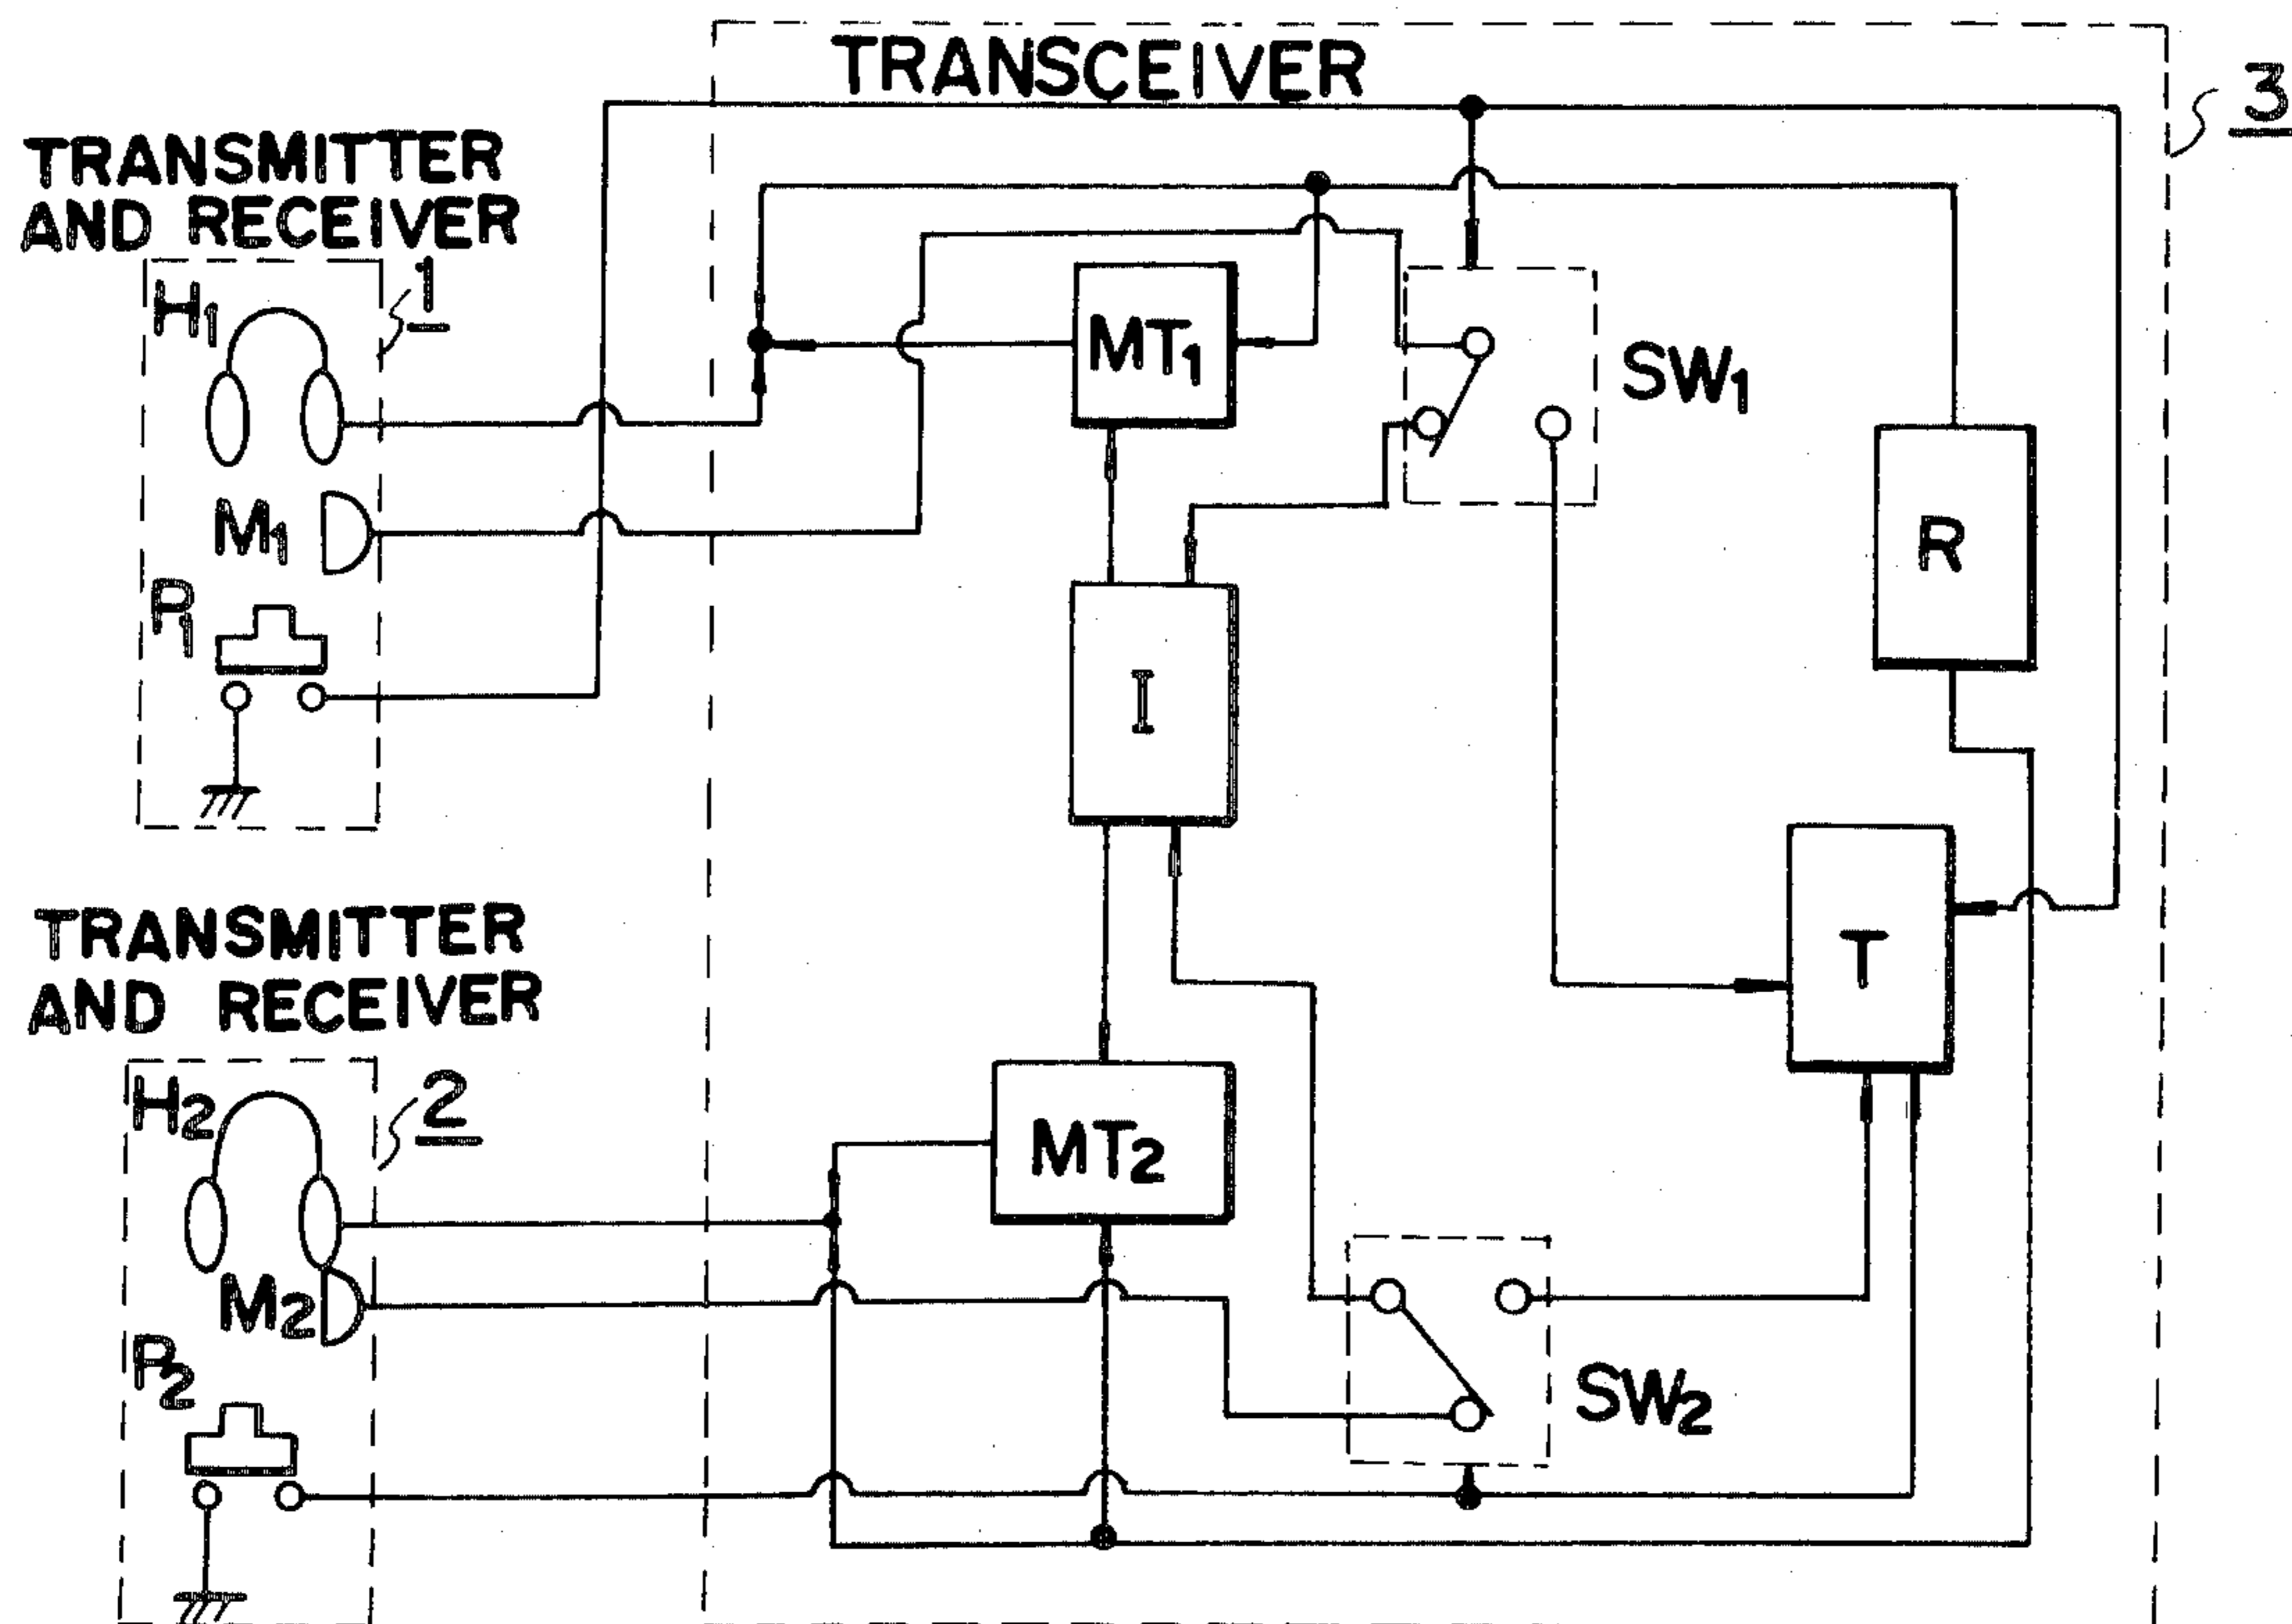 TRANSCEIVER
3
TRANSMITTER
AND RECEIVER
1
H1
M1
P1
MT1
SW1
R
I
T
TRANSMITTER
AND RECEIVER
2
H2
M2
P2
MT2
SW2